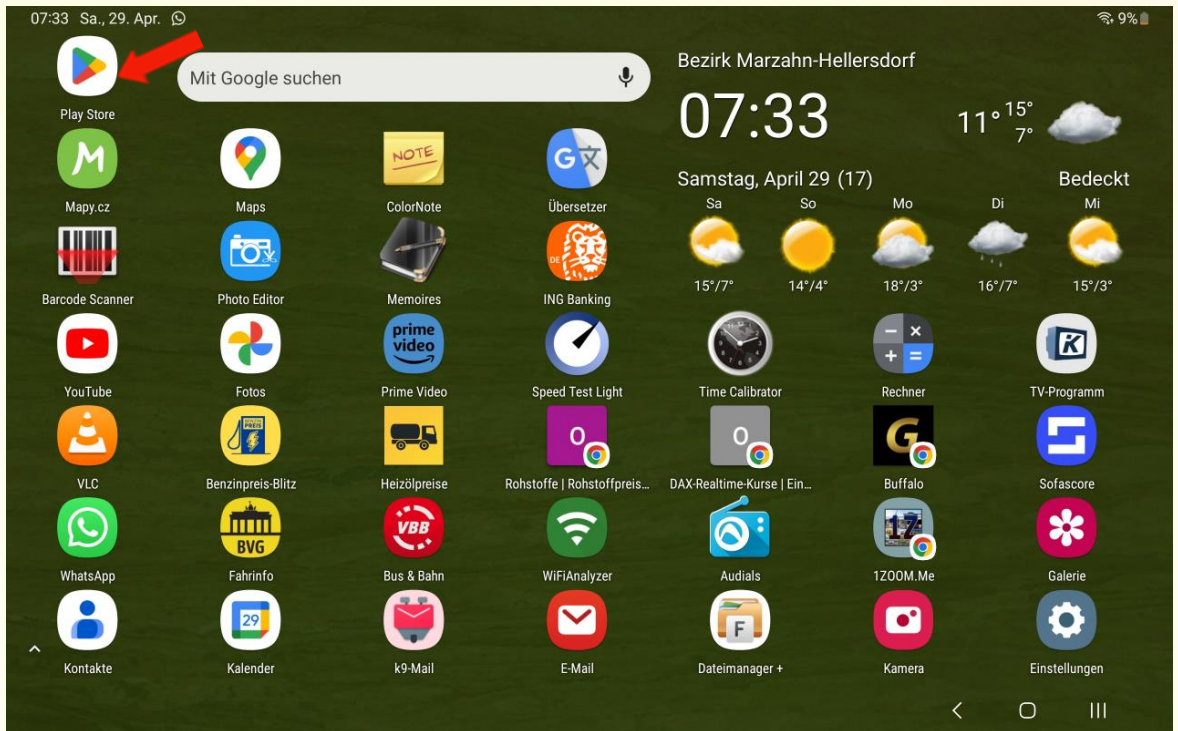 07:33 Sa., 29. Apr.
9%
Play Store
Mit Google suchen
Bezirk Marzahn-Hellersdorf
07:33
11° 15° 7°
Samstag, April 29 (17)
Bedeckt
Sa So Mo Di Mi
15°/7° 14°/4° 18°/3° 16°/7° 15°/3°
M
NOTE
G 文
Mapy.cz Maps ColorNote Übersetzer
DE
Barcode Scanner Photo Editor Memoires ING Banking
prime
video
K
YouTube Fotos Prime Video Speed Test Light Time Calibrator Rechner TV-Programm
PREIS
O O G
VLC Benzinpreis-Blitz Heizölpreise Rohstoffe | Rohstoffpreis... DAX-Realtime-Kurse | Ein... Buffalo Sofascore
BVG
VBB
17
WhatsApp Fahrinfo Bus & Bahn WiFiAnalyzer Audials 1ZOOM.Me Galerie
29
F
Kontakte Kalender k9-Mail E-Mail Dateimanager + Kamera Einstellungen